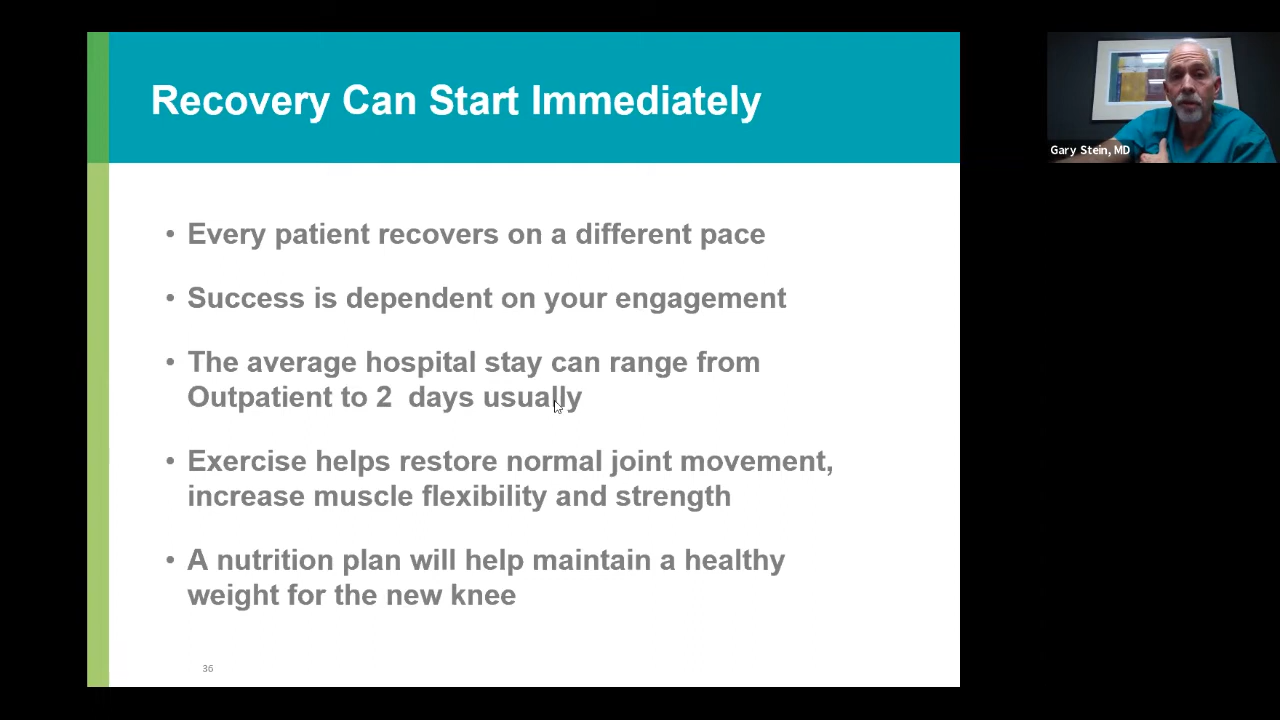 Recovery Can Start Immediately
Gary Stein, MD
• Every patient recovers on a different pace
• Success is dependent on your engagement
• The average hospital stay can range from
Outpatient to 2  days usually
• Exercise helps restore normal joint movement,
increase muscle flexibility and strength
• A nutrition plan will help maintain a healthy
weight for the new knee
36